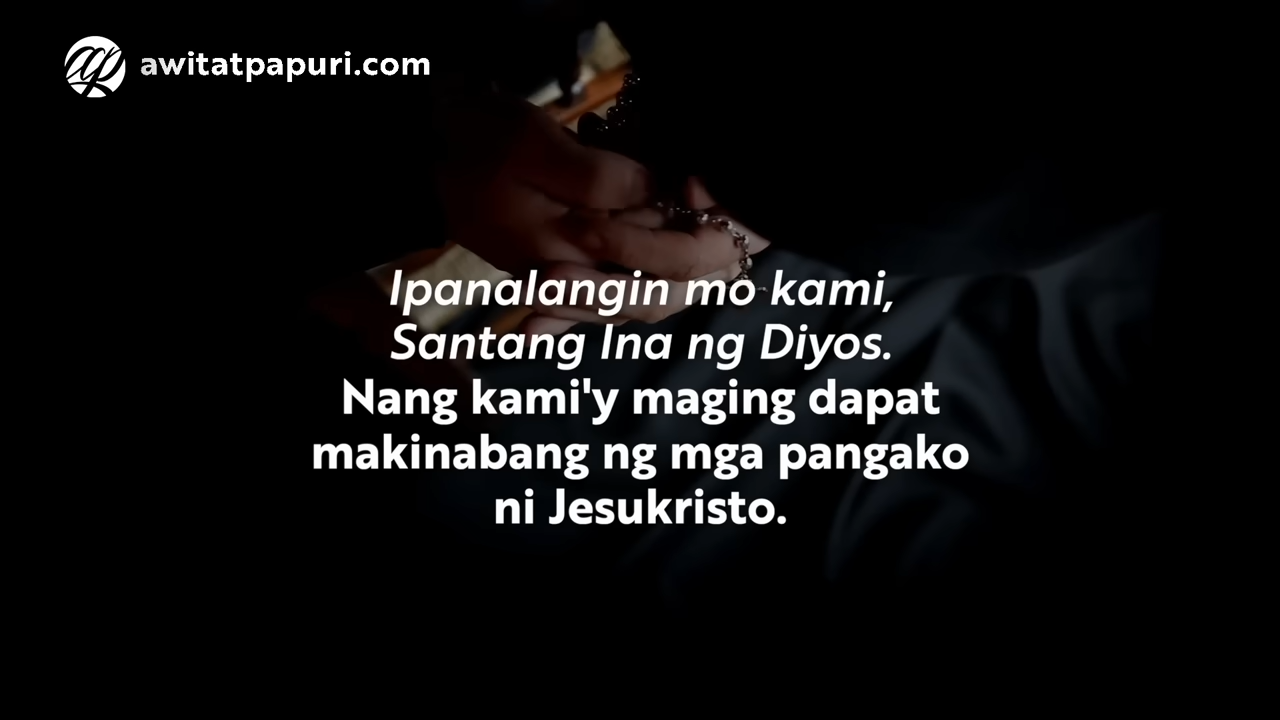 awitatpapuri.com
Ipanalangin mo kami,
Santang Ina ng Diyos.
Nang kami'y maging dapat
makinabang ng mga pangako
ni Jesukristo.